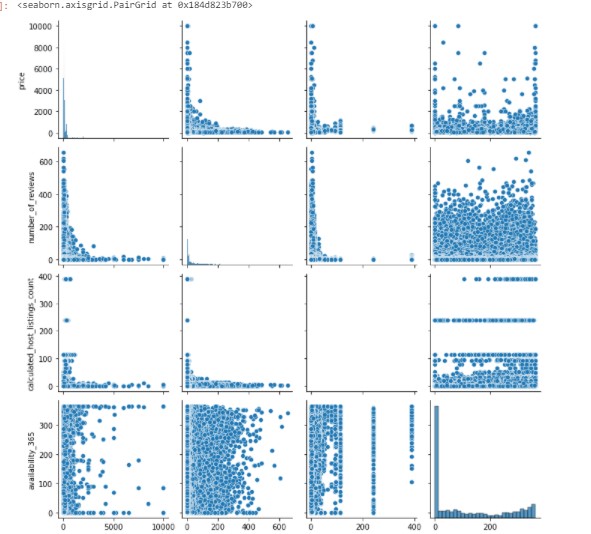 ]: <seaborn.axisgrid.PairGrid at 0x184d823b700>
10000
8000
6000
4000
2000
0
price
600
400
200
0
number_of_reviews
400
300
200
100
0
calculated_host_listings_count
300
200
100
0
availability_365
0 5000 10000
0 200 400 600
0 200 400
0 200